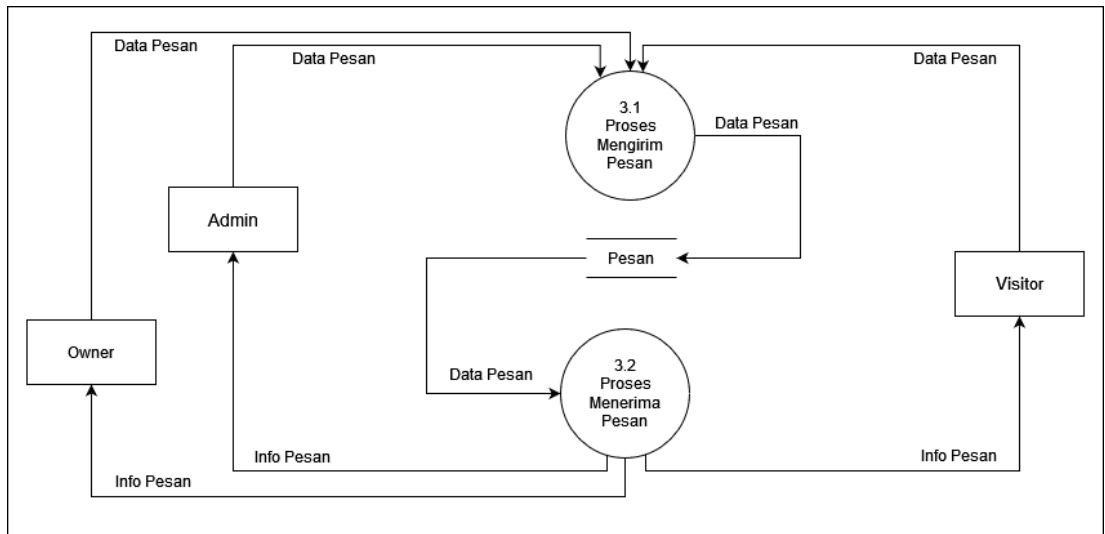 Data Pesan
Data Pesan
Data Pesan
3.1
Proses
Mengirim
Pesan
Data Pesan
Admin
Pesan
Visitor
Owner
3.2
Proses
Menerima
Pesan
Data Pesan
Info Pesan
Info Pesan
Info Pesan